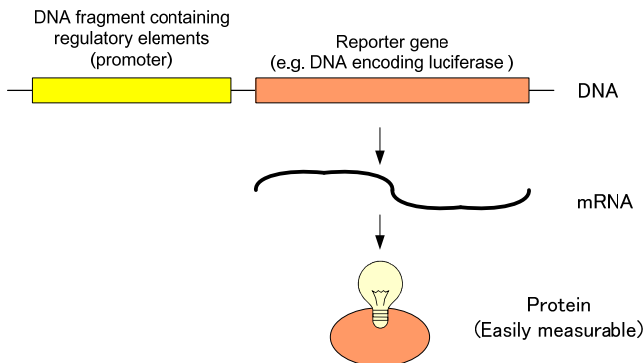 DNA fragment containing
regulatory elements
(promoter)
Reporter gene
(e.g. DNA encoding luciferase )
DNA
mRNA
Protein
(Easily measurable)